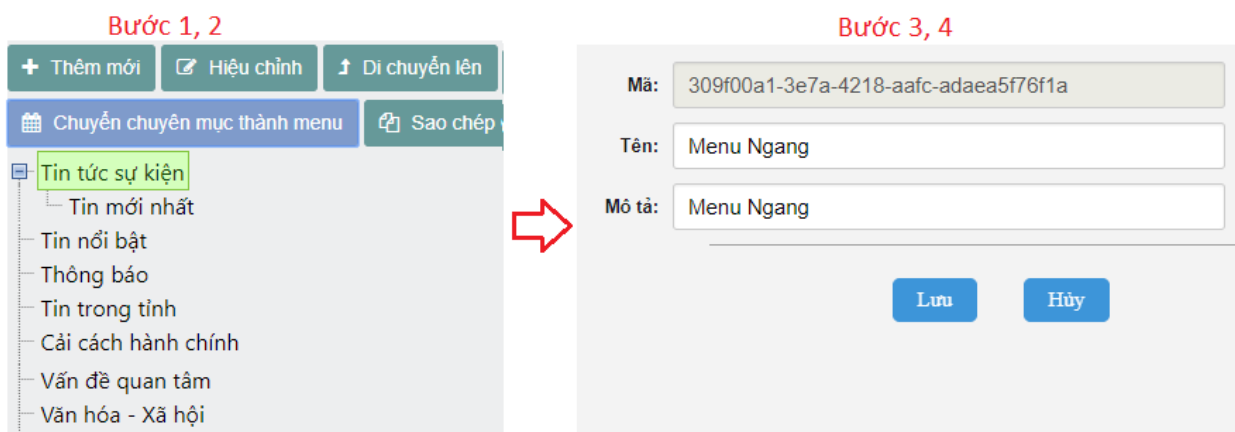 Bước 1, 2
Thêm mới Hiệu chỉnh Di chuyển lên
Chuyển chuyên mục thành menu Sao chép
Tin tức sự kiện
Tin mới nhất
Tin nổi bật
Thông báo
Tin trong tỉnh
Cải cách hành chính
Vấn đề quan tâm
Văn hóa - Xã hội
Bước 3, 4
Mã: 309f00a1-3e7a-4218-aafc-adaea5f76f1a
Tên: Menu Ngang
Mô tả: Menu Ngang
Lưu Hủy